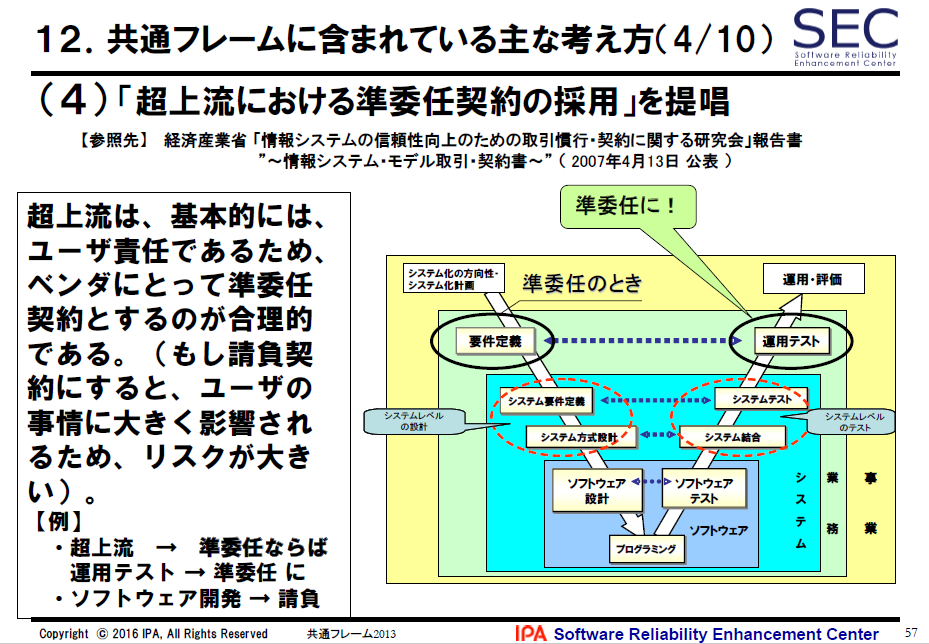 12．共通フレームに含まれている主な考え方（4/10）
SEC
Software Reliability
Enhancement Center
（4）「超上流における準委任契約の採用」を提唱
【参照先】　経済産業省 「情報システムの信頼性向上のための取引慣行・契約に関する研究会」報告書
”～情報システム・モデル取引・契約書～”（ 2007年4月13日 公表 ）
超上流は、基本的には、
ユーザ責任であるため、
ベンダにとって準委任
契約とするのが合理的
である。（もし請負契
約にすると、ユーザの
事情に大きく影響され
るため、リスクが大き
い）。
【例】
・超上流　→　準委任ならば
運用テスト → 準委任 に
・ソフトウェア開発 → 請負
準委任に！
システム化の方向性・
システム化計画
準委任のとき
運用・評価
要件定義
運用テスト
システム要件定義
システムテスト
システムレベル
の設計
システムレベル
のテスト
システム方式設計
システム結合
ソフトウェア
設計
ソフトウェア
テスト
ソフトウェア
プログラミング
システム
業務
事業
Copyright © 2016 IPA, All Rights Reserved
共通フレーム2013
IPA Software Reliability Enhancement Center
57